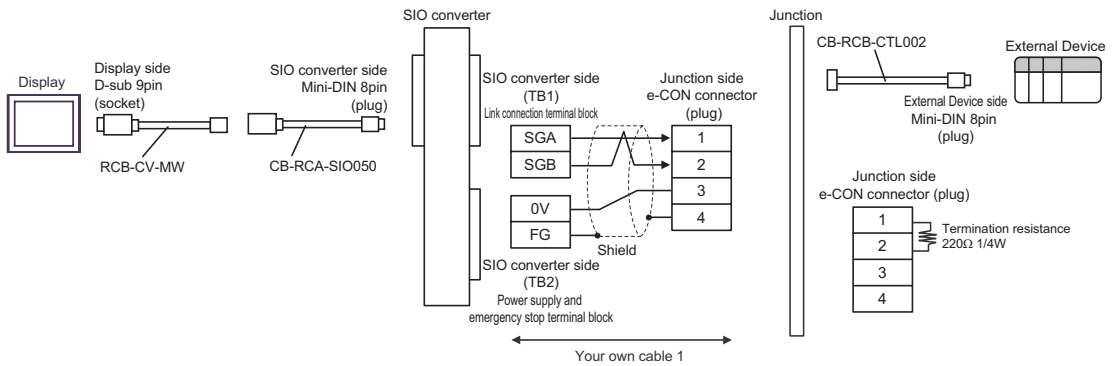 SIO converter
Junction
Display
Display side
D-sub 9pin
(socket)
RCB-CV-MW
SIO converter side
Mini-DIN 8pin
(plug)
CB-RCA-SIO050
SIO converter side
(TB1)
Link connection terminal block
SGA
SGB
0V
FG
Shield
SIO converter side
(TB2)
Power supply and
emergency stop terminal block
Junction side
e-CON connector
(plug)
1
2
3
4
Your own cable 1
CB-RCB-CTL002
External Device
External Device side
Mini-DIN 8pin
(plug)
Junction side
e-CON connector (plug)
1
2
3
4
Termination resistance
220Ω 1/4W